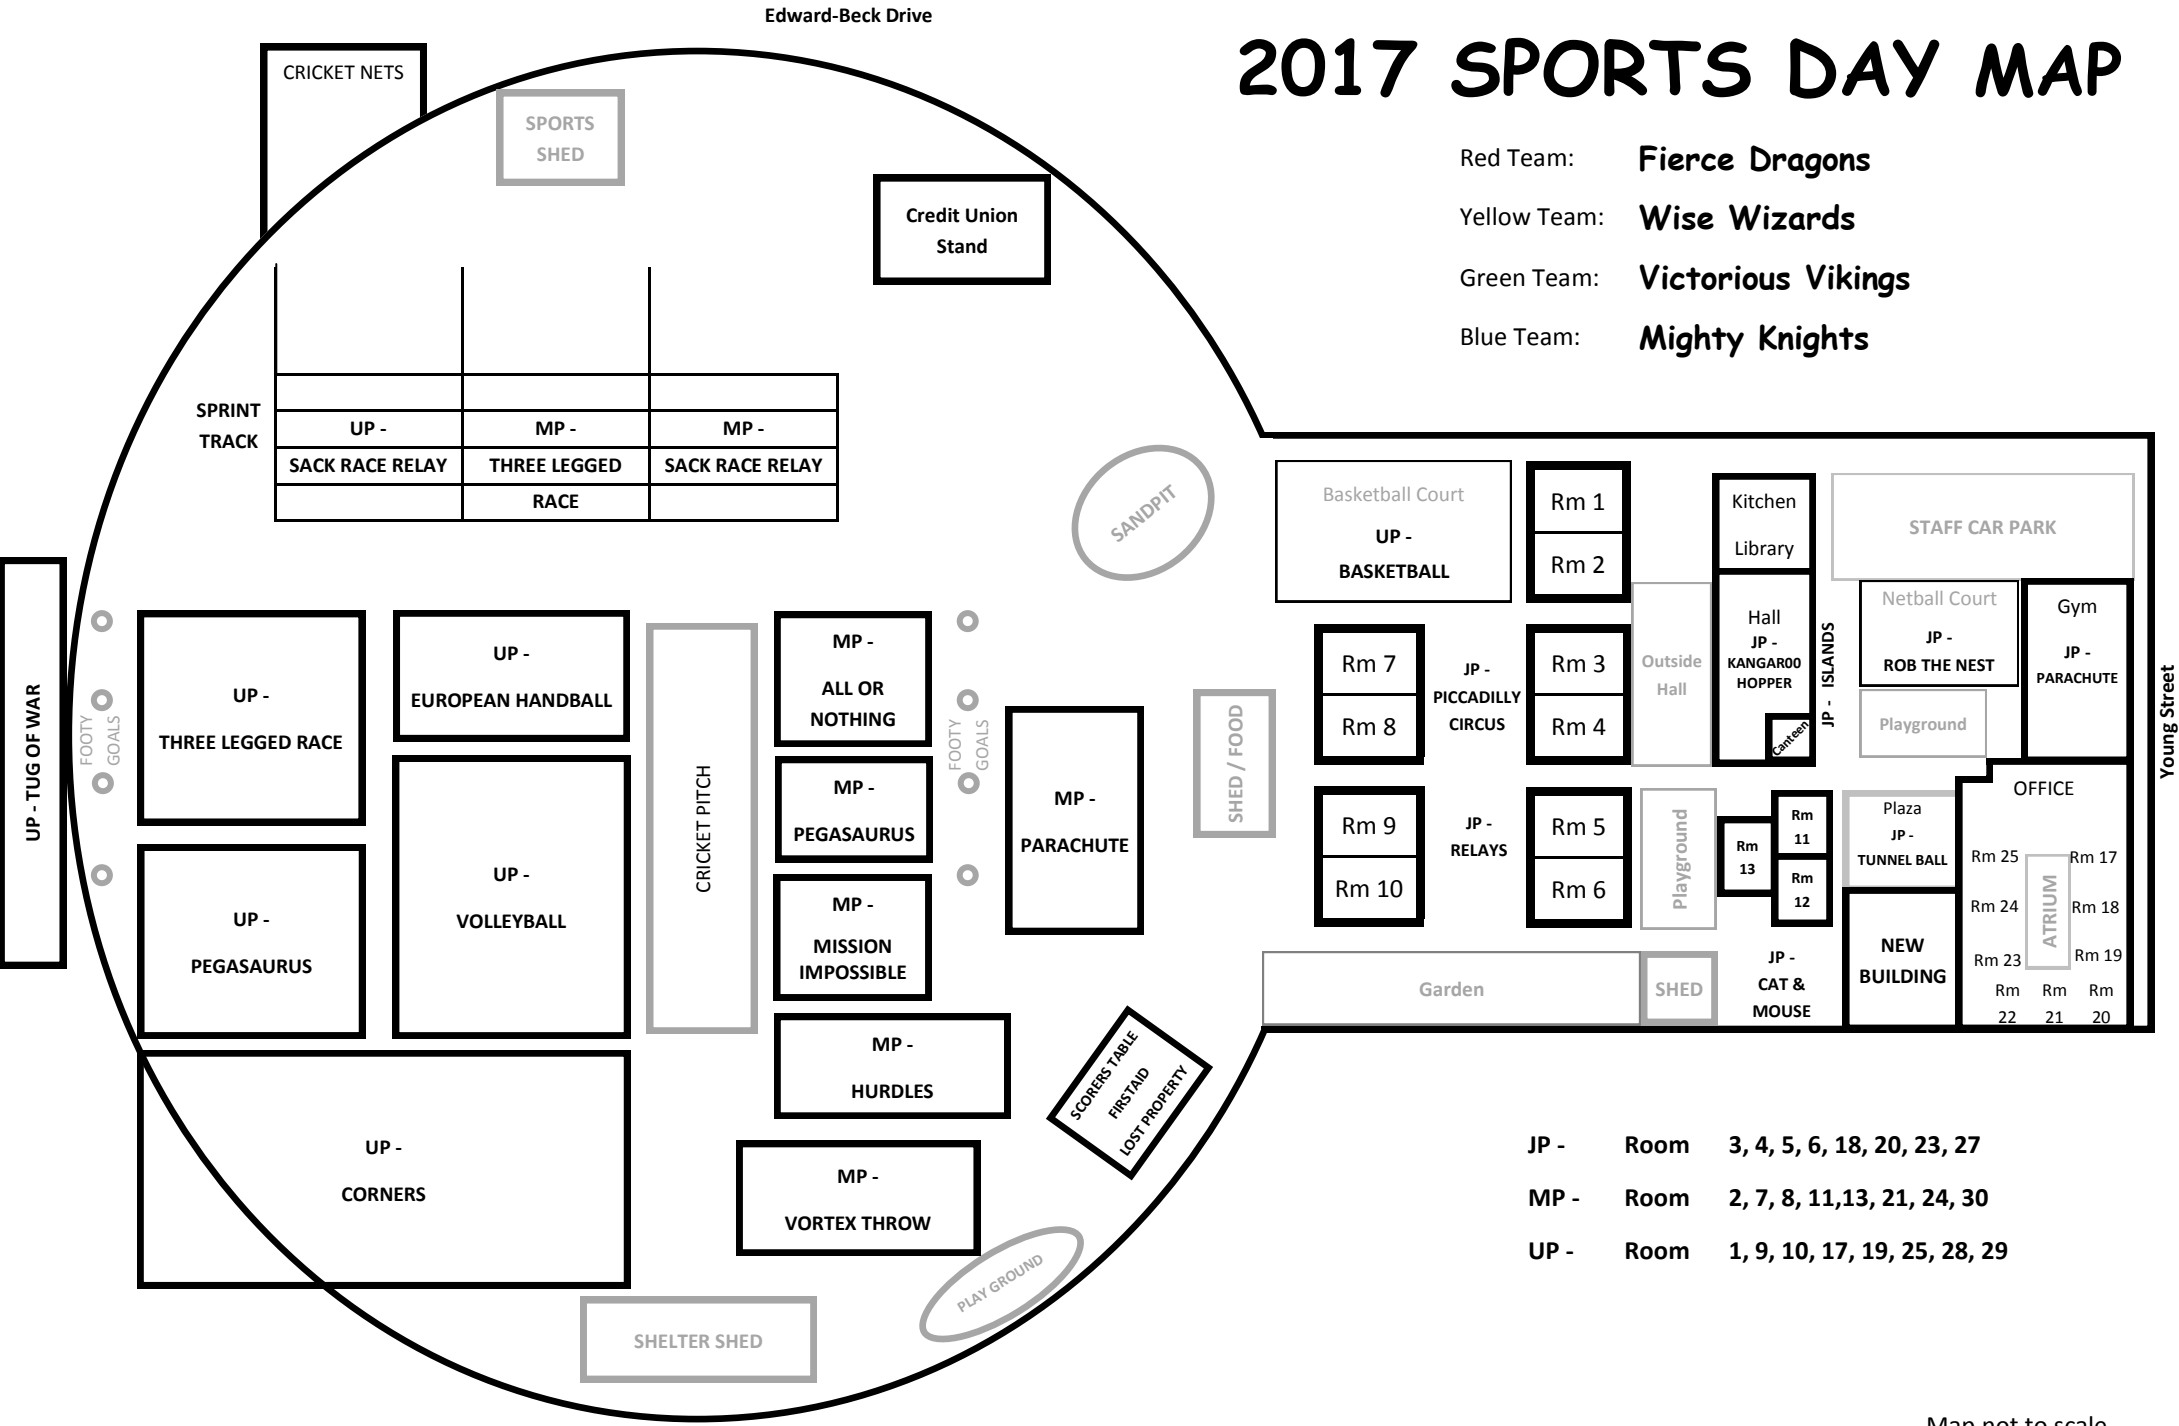 Edward-Beck Drive
2017 SPORTS DAY MAP
CRICKET NETS
SPORTS
SHED
Red Team: Fierce Dragons
Yellow Team: Wise Wizards
Green Team: Victorious Vikings
Blue Team: Mighty Knights
Credit Union
Stand
SPRINT
TRACK
UP -
SACK RACE RELAY
MP -
THREE LEGGED
RACE
MP -
SACK RACE RELAY
SANDPIT
UP - TUG OF WAR
FOOTY
GOALS
UP -
THREE LEGGED RACE
UP -
EUROPEAN HANDBALL
UP -
PEGASAURUS
UP -
VOLLEYBALL
CRICKET PITCH
MP -
ALL OR
NOTHING
MP -
PEGASAURUS
MP -
MISSION
IMPOSSIBLE
FOOTY
GOALS
MP -
PARACHUTE
MP -
HURDLES
MP -
VORTEX THROW
UP -
CORNERS
SCORERS TABLE
FIRSTAID
LOST PROPERTY
PLAY GROUND
SHELTER SHED
SHED / FOOD
Basketball Court
UP -
BASKETBALL
Rm 1
Rm 2
Rm 7
Rm 8
JP -
PICCADILLY
CIRCUS
Rm 3
Rm 4
Rm 9
Rm 10
JP -
RELAYS
Rm 5
Rm 6
Outside
Hall
Kitchen
Library
Hall
JP -
KANGAR00
HOPPER
Canteen
JP - ISLANDS
STAFF CAR PARK
Netball Court
JP -
ROB THE NEST
Playground
Gym
JP -
PARACHUTE
Young Street
Playground
Rm
13
Rm
11
Rm
12
Plaza
JP -
TUNNEL BALL
OFFICE
Rm 25
Rm 17
Rm 24
Rm 18
Rm 23
Rm 19
ATRIUM
Rm
22
Rm
21
Rm
20
NEW
BUILDING
Garden
SHED
JP -
CAT &
MOUSE
JP - Room 3, 4, 5, 6, 18, 20, 23, 27
MP - Room 2, 7, 8, 11,13, 21, 24, 30
UP - Room 1, 9, 10, 17, 19, 25, 28, 29
Map not to scale